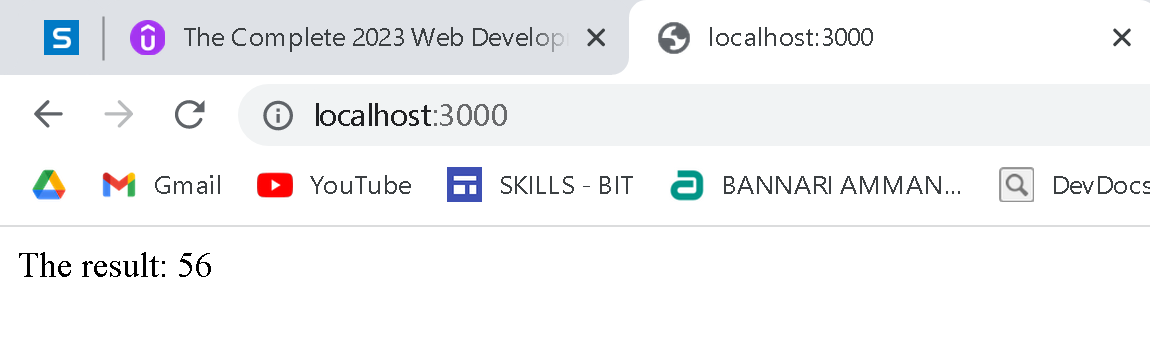 S The Complete 2023 Web Develop localhost:3000
localhost:3000
Gmail YouTube SKILLS - BIT BANNARI AMMAN... DevDocs
The result: 56